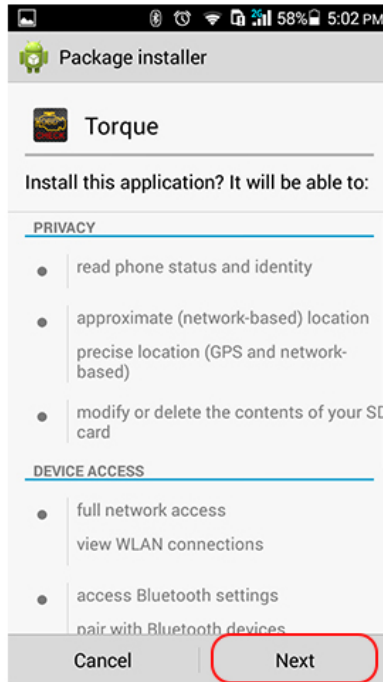 2G 58% 5:02 PM
Package installer
CHECK
Torque
Install this application? It will be able to:
PRIVACY
read phone status and identity
approximate (network-based) location
precise location (GPS and network-
based)
modify or delete the contents of your SD
card
DEVICE ACCESS
full network access
view WLAN connections
access Bluetooth settings
pair with Bluetooth devices
Cancel Next